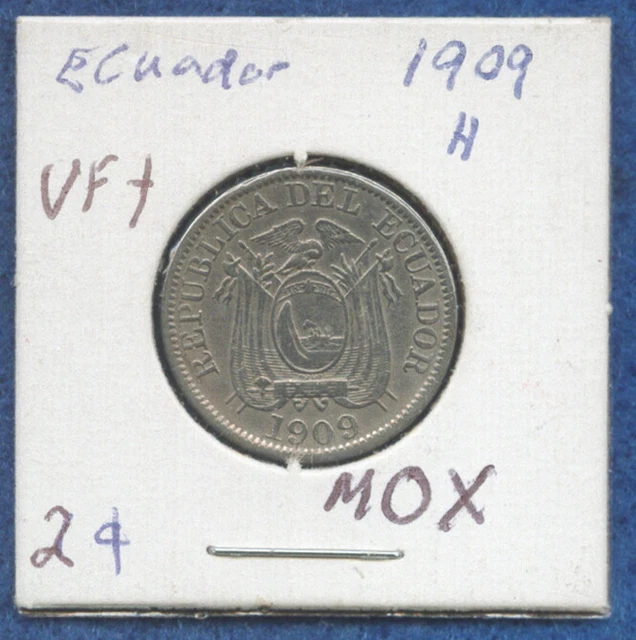 Ecuador 1909
H
VF+
REPUBLICA DEL ECUADOR
1909
MOX
2¢